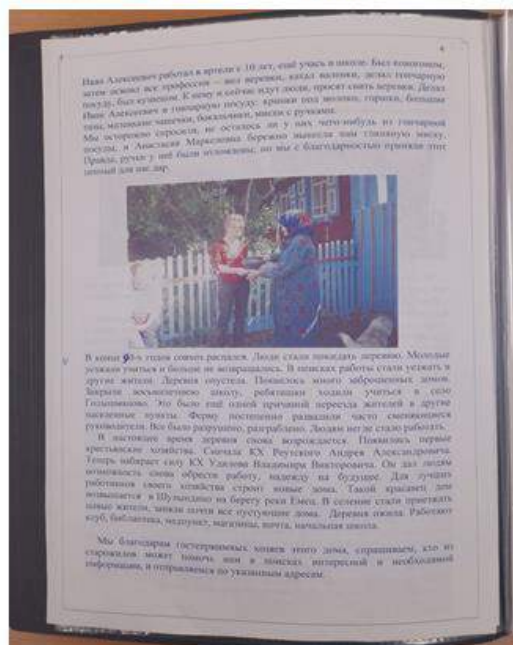 Иван Алексеевич работал в артели с 10 лет, ещё учась в школе. Был коногоном,
затем освоил все профессии – вил веревки, катал валенки, делал гончарную
посуду, был кузнецом. К нему и сейчас идут люди, просят свить веревки. Делал
Иван Алексеевич и гончарную посуду: кринки под молоко, горшки, большие
тазы, маленькие чашечки, бокальчики, миски с ручками.
Мы осторожно спросили, не осталось ли у них чего-нибудь из гончарной
посуды, и Анастасия Маркеловна бережно вынесла нам глиняную миску.
Правда, ручки у неё были отломлены, но мы с благодарностью приняли этот
ценный для нас дар.
В конце 90-х годов совхоз распался. Люди стали покидать деревню. Молодые
уезжали учиться и больше не возвращались. В поисках работы стали уезжать в
другие жители. Деревня опустела. Появилось много заброшенных домов.
Закрыли восьмилетнюю школу, ребятишки ходили учиться в село
Голышманово. Это было ещё одной причиной переезда жителей в другие
населенные пункты. Ферму постепенно развалили часто сменяющиеся
руководители. Все было разрушено, разграблено. Людям негде стало работать.
В настоящее время деревня снова возрождается. Появились первые
крестьянские хозяйства. Сначала КХ Реутского Андрея Александровича.
Теперь набирает силу КХ Удалова Владимира Викторовича. Он дал людям
возможность снова обрести работу, надежду на будущее. Для лучших
работников своего хозяйства строит новые дома. Такой красавец дом
возвышается в Шулындино на берегу реки Емец. В селение стали приезжать
новые жители, заняли почти все пустующие дома. Деревня ожила. Работают
клуб, библиотека, медпункт, магазины, почта, начальная школа.
Мы благодарим гостеприимных хозяев этого дома, спрашиваем, кто из
старожилов может помочь нам в поисках интересной и необходимой
информации, и отправляемся по указанным адресам.